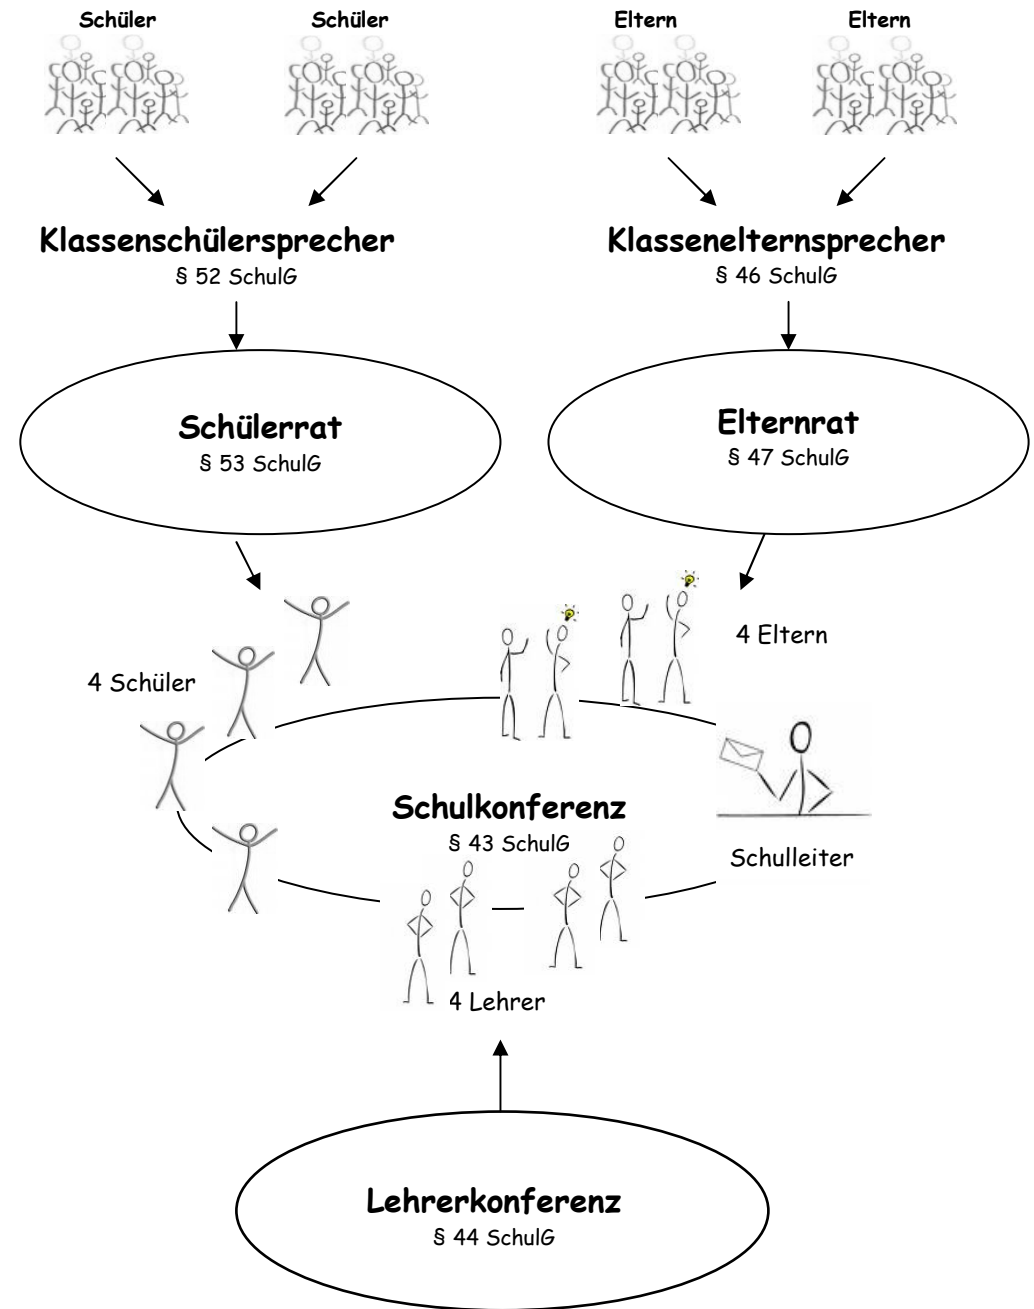 Schüler
Schüler
Eltern
Eltern
Klassenschülersprecher
§ 52 SchulG
Klassenelternsprecher
§ 46 SchulG
Schülerrat
§ 53 SchulG
Elternrat
§ 47 SchulG
4 Eltern
4 Schüler
Schulkonferenz
§ 43 SchulG
Schulleiter
4 Lehrer
Lehrerkonferenz
§ 44 SchulG